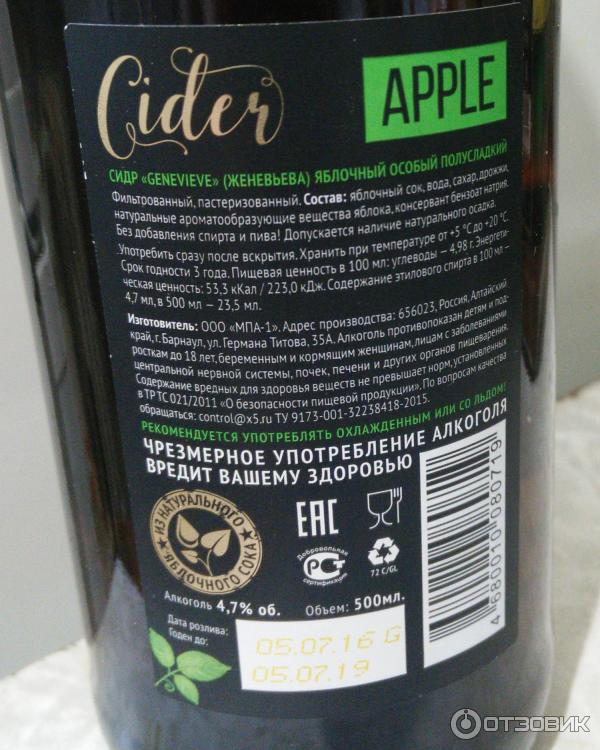 Cider
APPLE
СИДР «GENEVIEVE» (ЖЕНЕВЬЕВА) ЯБЛОЧНЫЙ ОСОБЫЙ ПОЛУСЛАДКИЙ
Фильтрованный, пастеризованный. Состав: яблочный сок, вода, сахар, дрожжи,
натуральные ароматообразующие вещества яблока, консервант бензоат натрия.
Без добавления спирта и пива! Допускается наличие натурального осадка.
Употребить сразу после вскрытия. Хранить при температуре от +5 °С до +20 °С.
Срок годности 3 года. Пищевая ценность в 100 мл: углеводы — 4,98 г. Энергети-
ческая ценность: 53,3 кКал / 223,0 кДж. Содержание этилового спирта в 100 мл –
4,7 мл, в 500 мл — 23,5 мл.
Изготовитель: ООО «МПА-1». Адрес производства: 656023, Россия, Алтайский
край, г. Барнаул, ул. Германа Титова, 35А. Алкоголь противопоказан детям и под-
росткам до 18 лет, беременным и кормящим женщинам, лицам с заболеваниями
центральной нервной системы, почек, печени и других органов пищеварения.
Содержание вредных для здоровья веществ не превышает норм, установленных
в ТР ТС 021/2011 «О безопасности пищевой продукции». По вопросам качества
обращаться: control@x5.ru ТУ 9173-001-32238418-2015.
РЕКОМЕНДУЕТСЯ УПОТРЕБЛЯТЬ ОХЛАЖДЕННЫМ ИЛИ СО ЛЬДОМ!
ЧРЕЗМЕРНОЕ УПОТРЕБЛЕНИЕ АЛКОГОЛЯ
ВРЕДИТ ВАШЕМУ ЗДОРОВЬЮ
ИЗ НАТУРАЛЬНОГО
ЯБЛОЧНОГО СОКА
ЕАС
Добровольная
РСТ
сертификация
72 C/GL
4 680010 080719
Алкоголь 4,7% об. Объем: 500мл.
Дата розлива:
Годен до:
05.07.16 G
05.07.19
ОТЗОВИК